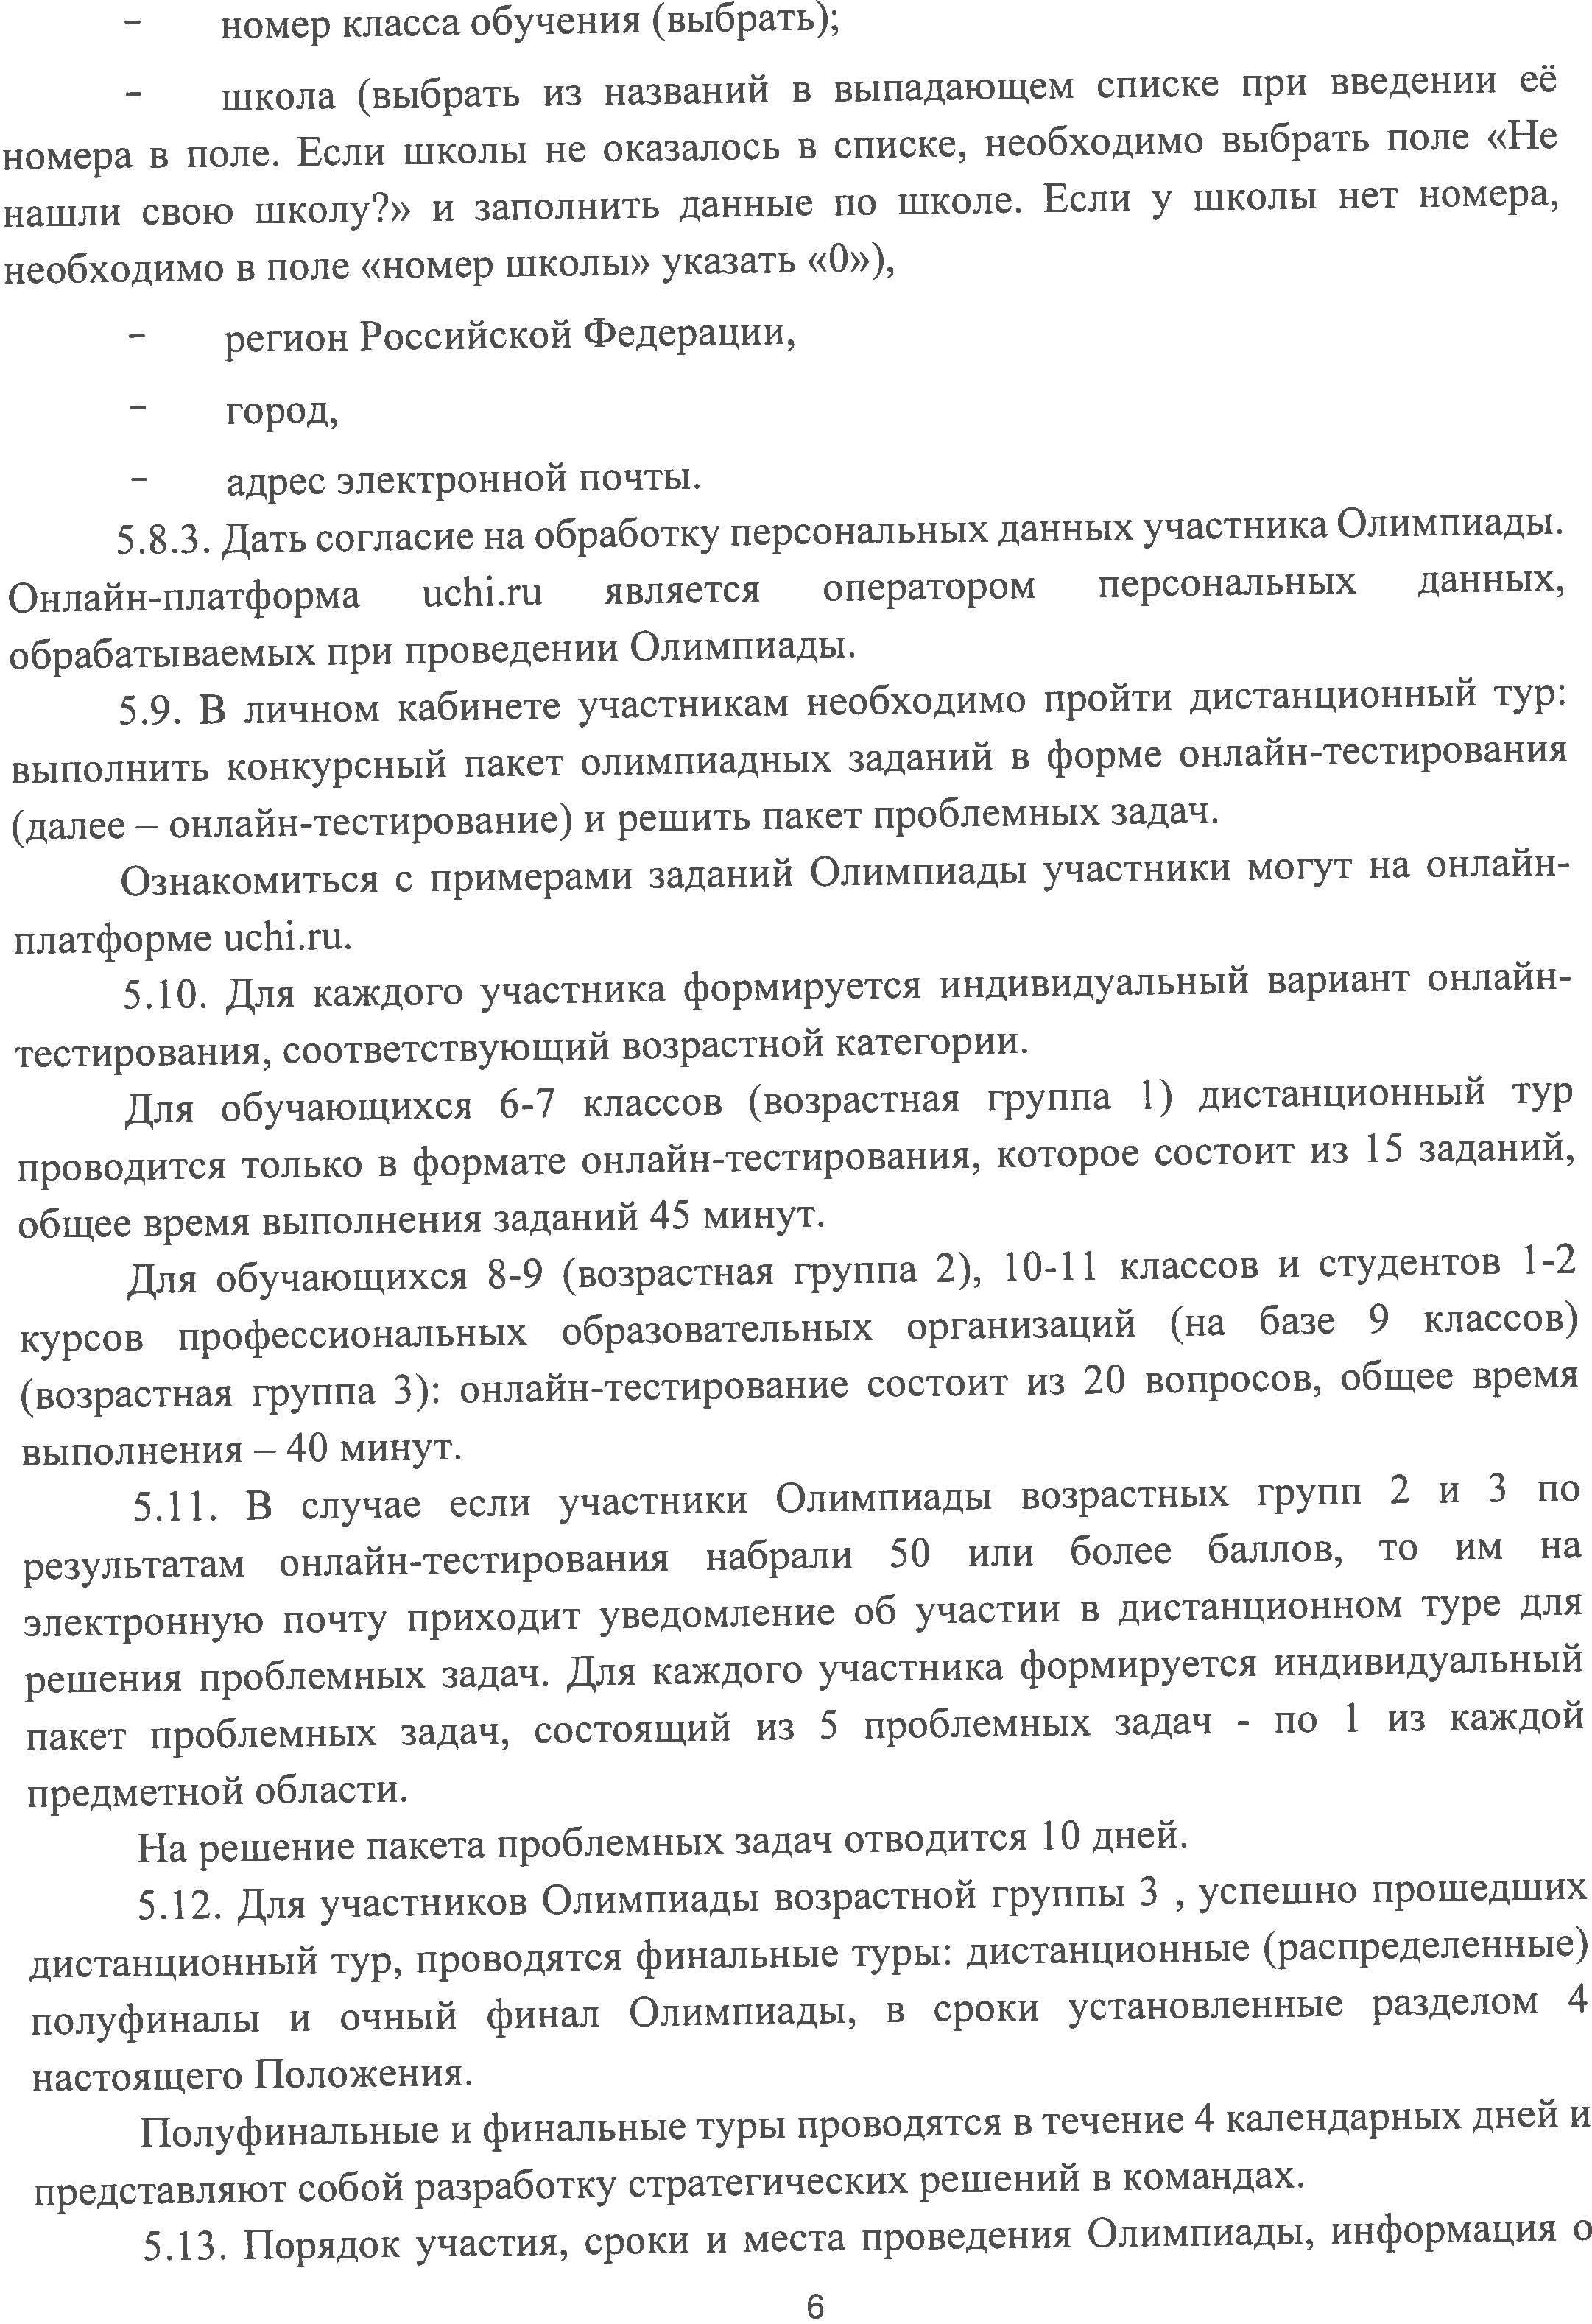 - номер класса обучения (выбрать);
- школа (выбрать из названий в выпадающем списке при введении её
номера в поле. Если школы не оказалось в списке, необходимо выбрать поле «Не
нашли свою школу?» и заполнить данные по школе. Если у школы нет номера,
необходимо в поле «номер школы» указать «0»),
- регион Российской Федерации,
- город,
- адрес электронной почты.
5.8.3. Дать согласие на обработку персональных данных участника Олимпиады.
Онлайн-платформа uchi.ru является оператором персональных данных,
обрабатываемых при проведении Олимпиады.
5.9. В личном кабинете участникам необходимо пройти дистанционный тур:
выполнить конкурсный пакет олимпиадных заданий в форме онлайн-тестирования
(далее – онлайн-тестирование) и решить пакет проблемных задач.
Ознакомиться с примерами заданий Олимпиады участники могут на онлайн-
платформе uchi.ru.
5.10. Для каждого участника формируется индивидуальный вариант онлайн-
тестирования, соответствующий возрастной категории.
Для обучающихся 6-7 классов (возрастная группа 1) дистанционный тур
проводится только в формате онлайн-тестирования, которое состоит из 15 заданий,
общее время выполнения заданий 45 минут.
Для обучающихся 8-9 (возрастная группа 2), 10-11 классов и студентов 1-2
курсов профессиональных образовательных организаций (на базе 9 классов)
(возрастная группа 3): онлайн-тестирование состоит из 20 вопросов, общее время
выполнения – 40 минут.
5.11. В случае если участники Олимпиады возрастных групп 2 и 3 по
результатам онлайн-тестирования набрали 50 или более баллов, то им на
электронную почту приходит уведомление об участии в дистанционном туре для
решения проблемных задач. Для каждого участника формируется индивидуальный
пакет проблемных задач, состоящий из 5 проблемных задач - по 1 из каждой
предметной области.
На решение пакета проблемных задач отводится 10 дней.
5.12. Для участников Олимпиады возрастной группы 3 , успешно прошедших
дистанционный тур, проводятся финальные туры: дистанционные (распределенные)
полуфиналы и очный финал Олимпиады, в сроки установленные разделом 4
настоящего Положения.
Полуфинальные и финальные туры проводятся в течение 4 календарных дней и
представляют собой разработку стратегических решений в командах.
5.13. Порядок участия, сроки и места проведения Олимпиады, информация о
6